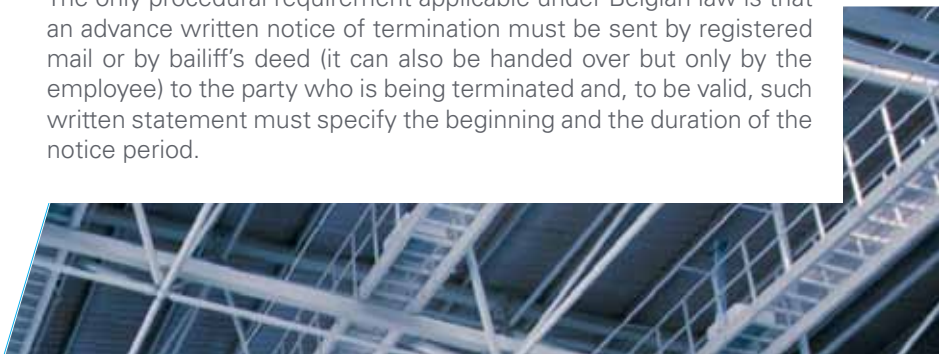 The only procedural requirement applicable under Belgian law is that
an advance written notice of termination must be sent by registered
mail or by bailiff's deed (it can also be handed over but only by the
employee) to the party who is being terminated and, to be valid, such
written statement must specify the beginning and the duration of the
notice period.